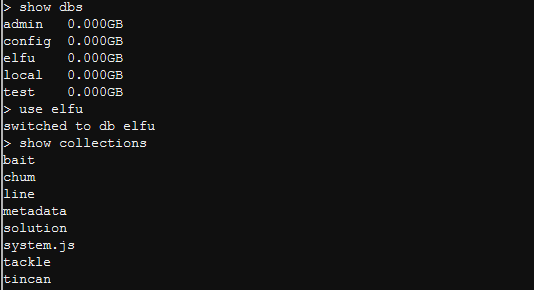 > show dbs
admin   0.000GB
config  0.000GB
elfu    0.000GB
local   0.000GB
test    0.000GB
> use elfu
switched to db elfu
> show collections
bait
chum
line
metadata
solution
system.js
tackle
tincan